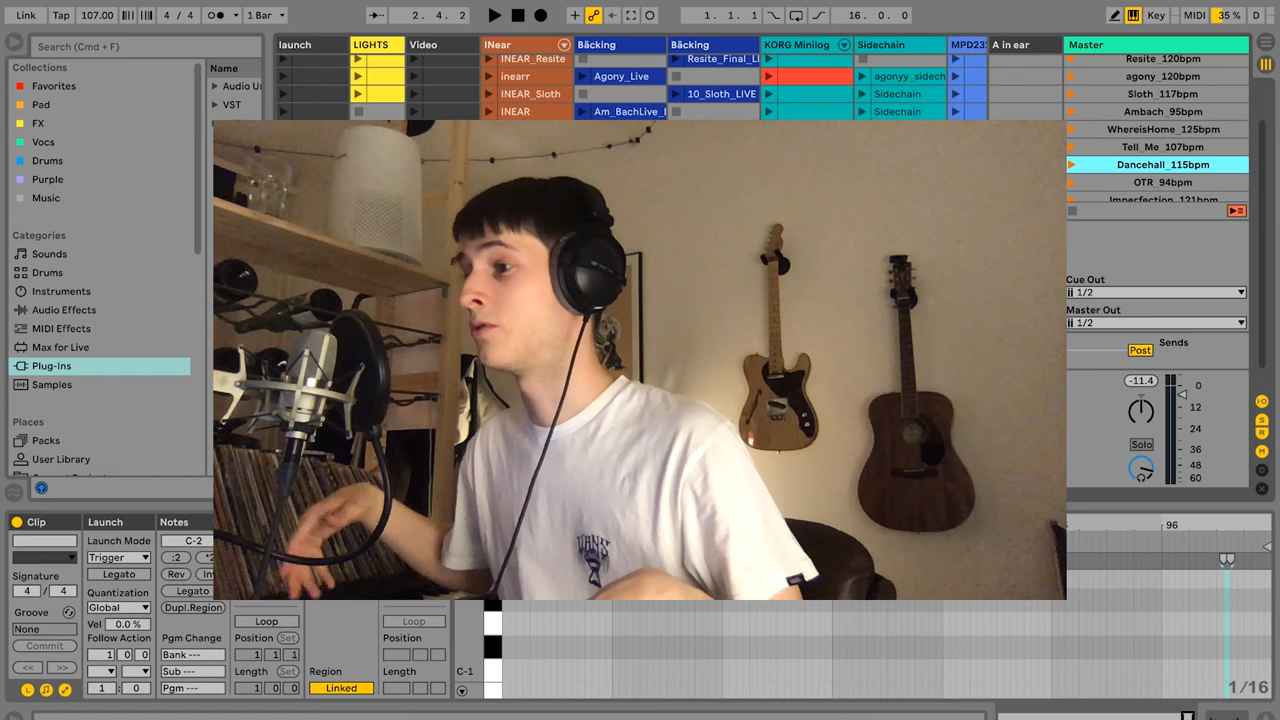 Link Tap 107.00 4 / 4 1 Bar 2. 4. 2 1. 1. 1 16. 0. 0 Key MIDI 35 % D
Search (Cmd + F)
launch LIGHTS Video INear Bäcking Bäcking KORG Minilog Sidechain MPD23 A in ear Master
Collections
Name
INEAR_Resite Resite_Final_LI Resite_120bpm
Favorites
Audio U
inearr Agony_Live agonyy_sidech agony_120bpm
Pad
VST
INEAR_Sloth 10_Sloth_LIVE Sidechain Sloth_117bpm
FX
INEAR Am_BachLive_ Sidechain Ambach_95bpm
Vocs
WhereisHome_125bpm
Drums
Tell_Me_107bpm
Purple
Dancehall_115bpm
Music
OTR_94bpm
Imperfection_121bpm
Categories
Sounds
Drums
Instruments
Audio Effects
MIDI Effects
Max for Live
Plug-Ins
Samples
Places
Packs
User Library
Cue Out
1/2
Master Out
1/2
Sends
Post
-11.4
0
12
24
Solo
36
48
60
VANS
Clip Launch Notes
Launch Mode C-2
Trigger :2
Signature Legato Rev
4 / 4 Quantization Legato
Groove Global Dupl.Region
None Vel 0.0 % Loop Loop
Commit Follow Action Pgm Change Position Set Position
<< >> 1 0 0 Bank --- 1 1 1
Sub --- Length Set Region Length C-1
1 : 0 Pgm --- 1 0 0 Linked
96
1/16